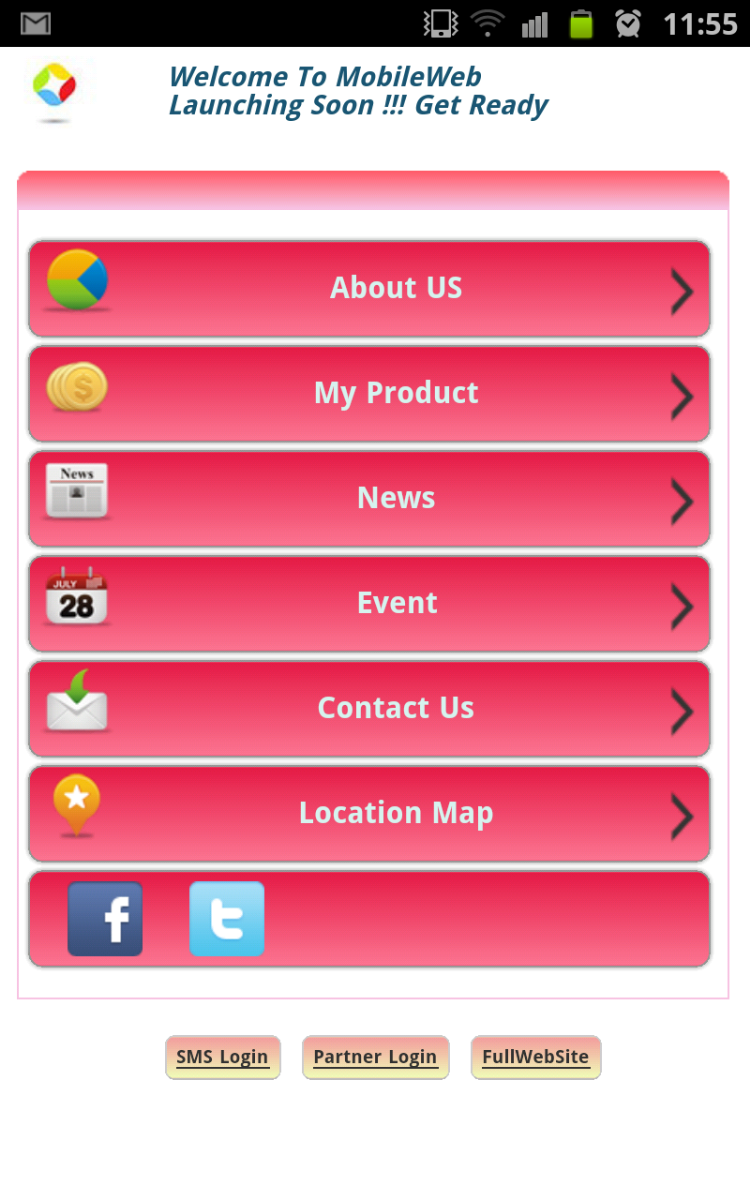 11:55
Welcome To MobileWeb
Launching Soon !!! Get Ready
About US
$
My Product
News
News
JULY
28
Event
Contact Us
Location Map
f
t
SMS Login
Partner Login
FullWebSite